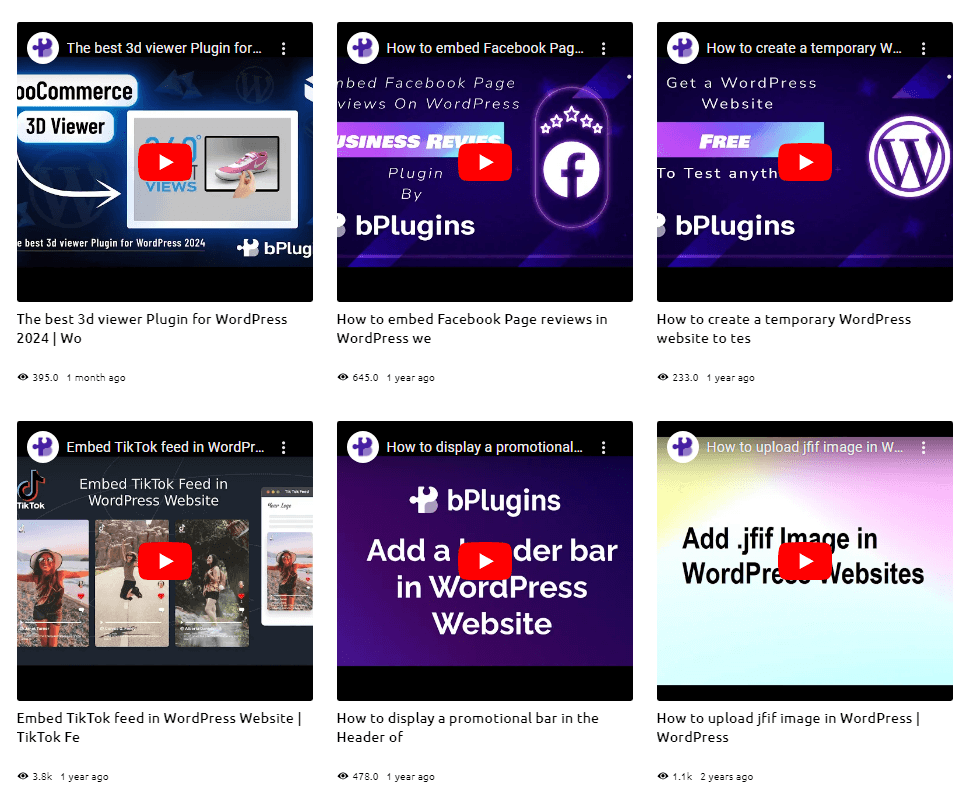 The best 3d viewer Plugin for...
ooCommerce
3D Viewer
VIEWS
e best 3d viewer Plugin for WordPress 2024
bPlug
The best 3d viewer Plugin for WordPress
2024 | Wo
395.0 1 month ago
How to embed Facebook Pag...
mbed Facebook Page
views On WordPress
USINESS REVIES
Plugin
By
bPlugins
How to embed Facebook Page reviews in
WordPress we
645.0 1 year ago
How to create a temporary W...
Get a WordPress
Website
FREE
To Test anyth
bPlugins
How to create a temporary WordPress
website to tes
233.0 1 year ago
Embed TikTok feed in WordPr...
Embed TikTok Feed in
WordPress Website
TikTok
Tik Tok Feed
Your Logo
Embed TikTok feed in WordPress Website |
TikTok Fe
3.8k 1 year ago
How to display a promotional...
bPlugins
Add a header bar
in WordPress
Website
How to display a promotional bar in the
Header of
478.0 1 year ago
How to upload jfif image in W...
Add .jfif Image in
WordPress Websites
How to upload jfif image in WordPress |
WordPress
1.1k 2 years ago